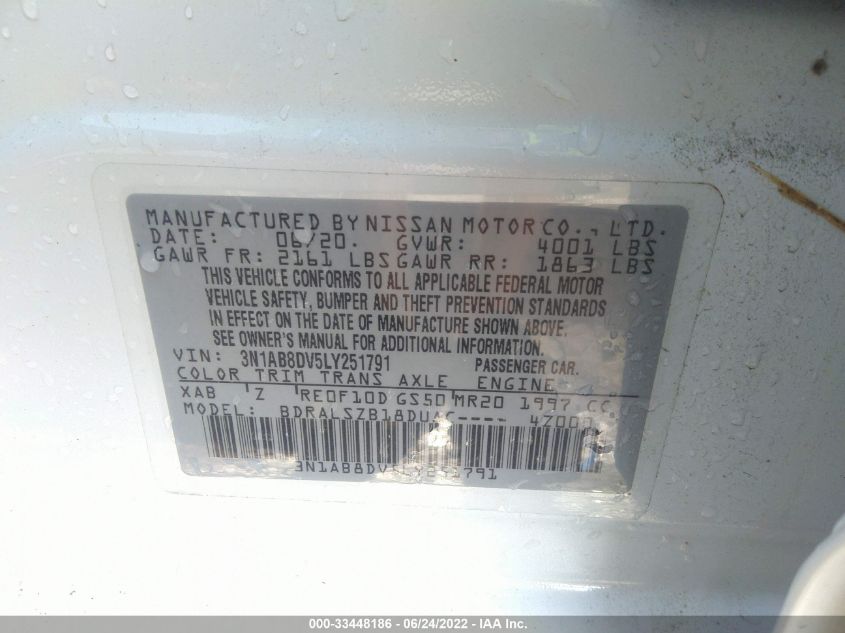 MANUFACTURED BY NISSAN MOTOR CO., LTD.
DATE: 06/20. GVWR: 4001 LBS
GAWR FR: 2161 LBS GAWR RR: 1863 LBS
THIS VEHICLE CONFORMS TO ALL APPLICABLE FEDERAL MOTOR
VEHICLE SAFETY, BUMPER AND THEFT PREVENTION STANDARDS
IN EFFECT ON THE DATE OF MANUFACTURE SHOWN ABOVE.
SEE OWNER'S MANUAL FOR ADDITIONAL INFORMATION.
VIN: 3N1AB8DV5LY251791 PASSENGER CAR.
COLOR TRIM TRANS AXLE ENGINE
XAB Z RE0F10D GS50 MR20 1997 CC
MODEL: BDRALSZB18DUAC----
3N1AB8DV5LY251791
000-33448186 - 06/24/2022 - IAA Inc.